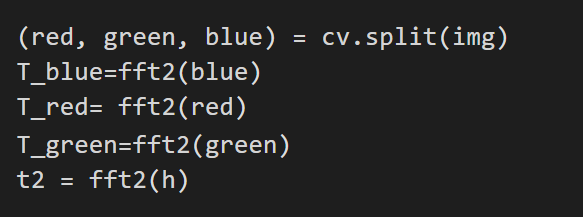 (red, green, blue) = cv.split(img)
T_blue=fft2(blue)
T_red= fft2(red)
T_green=fft2(green)
t2 = fft2(h)